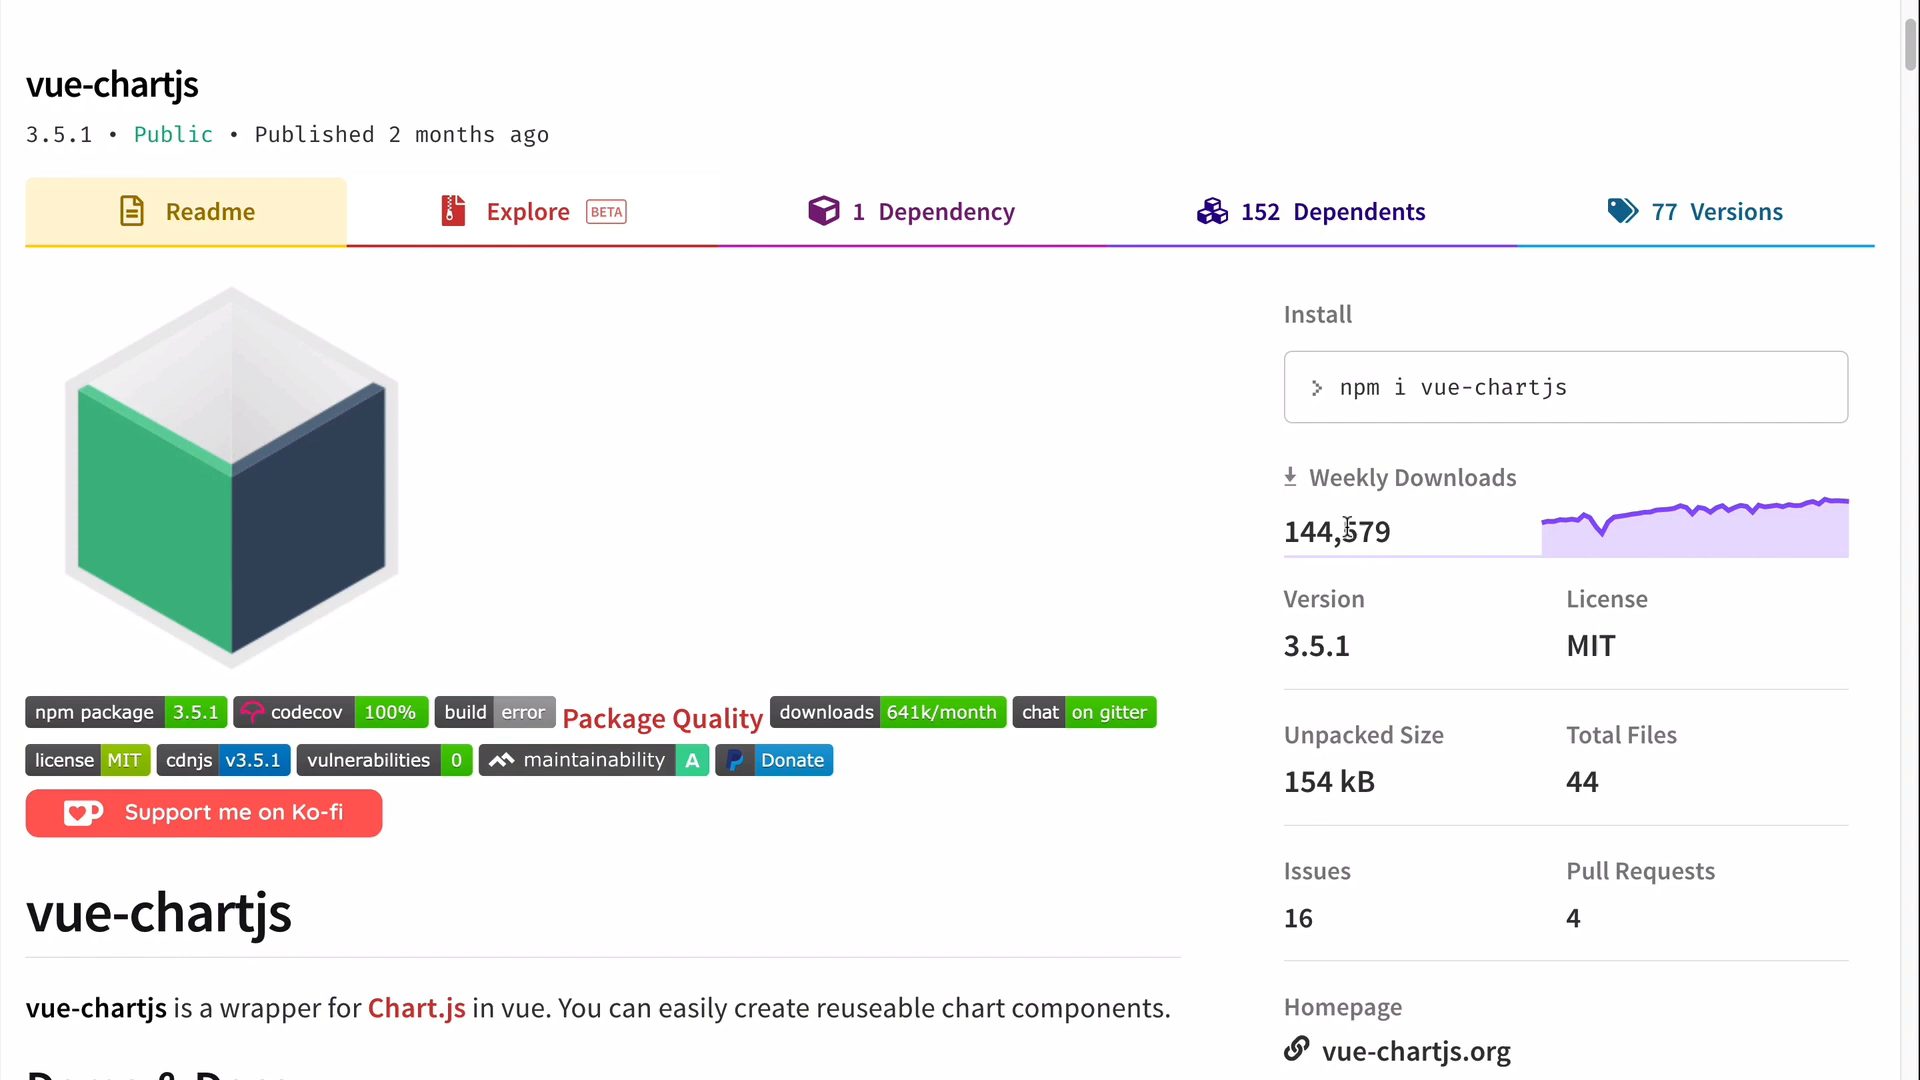 vue-chartjs
3.5.1 • Public • Published 2 months ago
Readme
Explore BETA
1 Dependency
152 Dependents
77 Versions
Install
> npm i vue-chartjs
Weekly Downloads
144,579
Version
3.5.1
License
MIT
Unpacked Size
154 kB
Total Files
44
Issues
16
Pull Requests
4
Homepage
vue-chartjs.org
npm package 3.5.1 codecov 100% build error Package Quality downloads 641k/month chat on gitter
license MIT cdnjs v3.5.1 vulnerabilities 0 maintainability A Donate
Support me on Ko-fi
vue-chartjs
vue-chartjs is a wrapper for Chart.js in vue. You can easily create reuseable chart components.